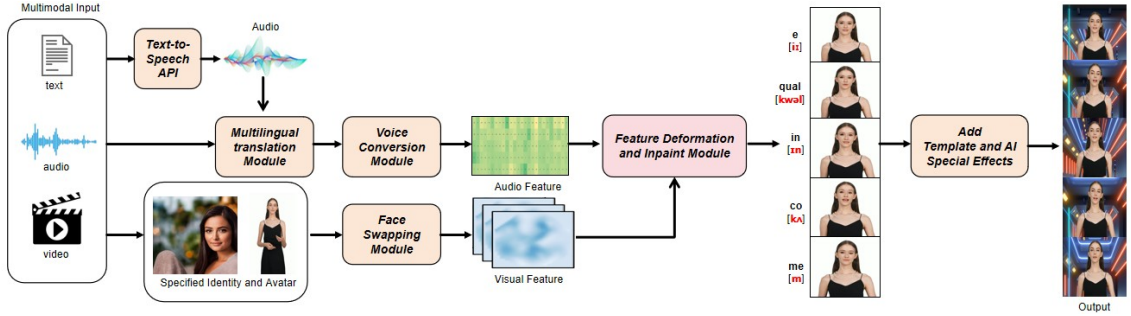 Multimodal Input
text
audio
video
Text-to-
Speech
API
Audio
Multilingual
translation
Module
Voice
Conversion
Module
Audio Feature
Specified Identity and Avatar
Face
Swapping
Module
Visual Feature
Feature Deformation
and Inpaint Module
e
[iɪ]
qual
[kwəl]
in
[ɪn]
co
[kʌ]
me
[m]
Add
Template and AI
Special Effects
Output